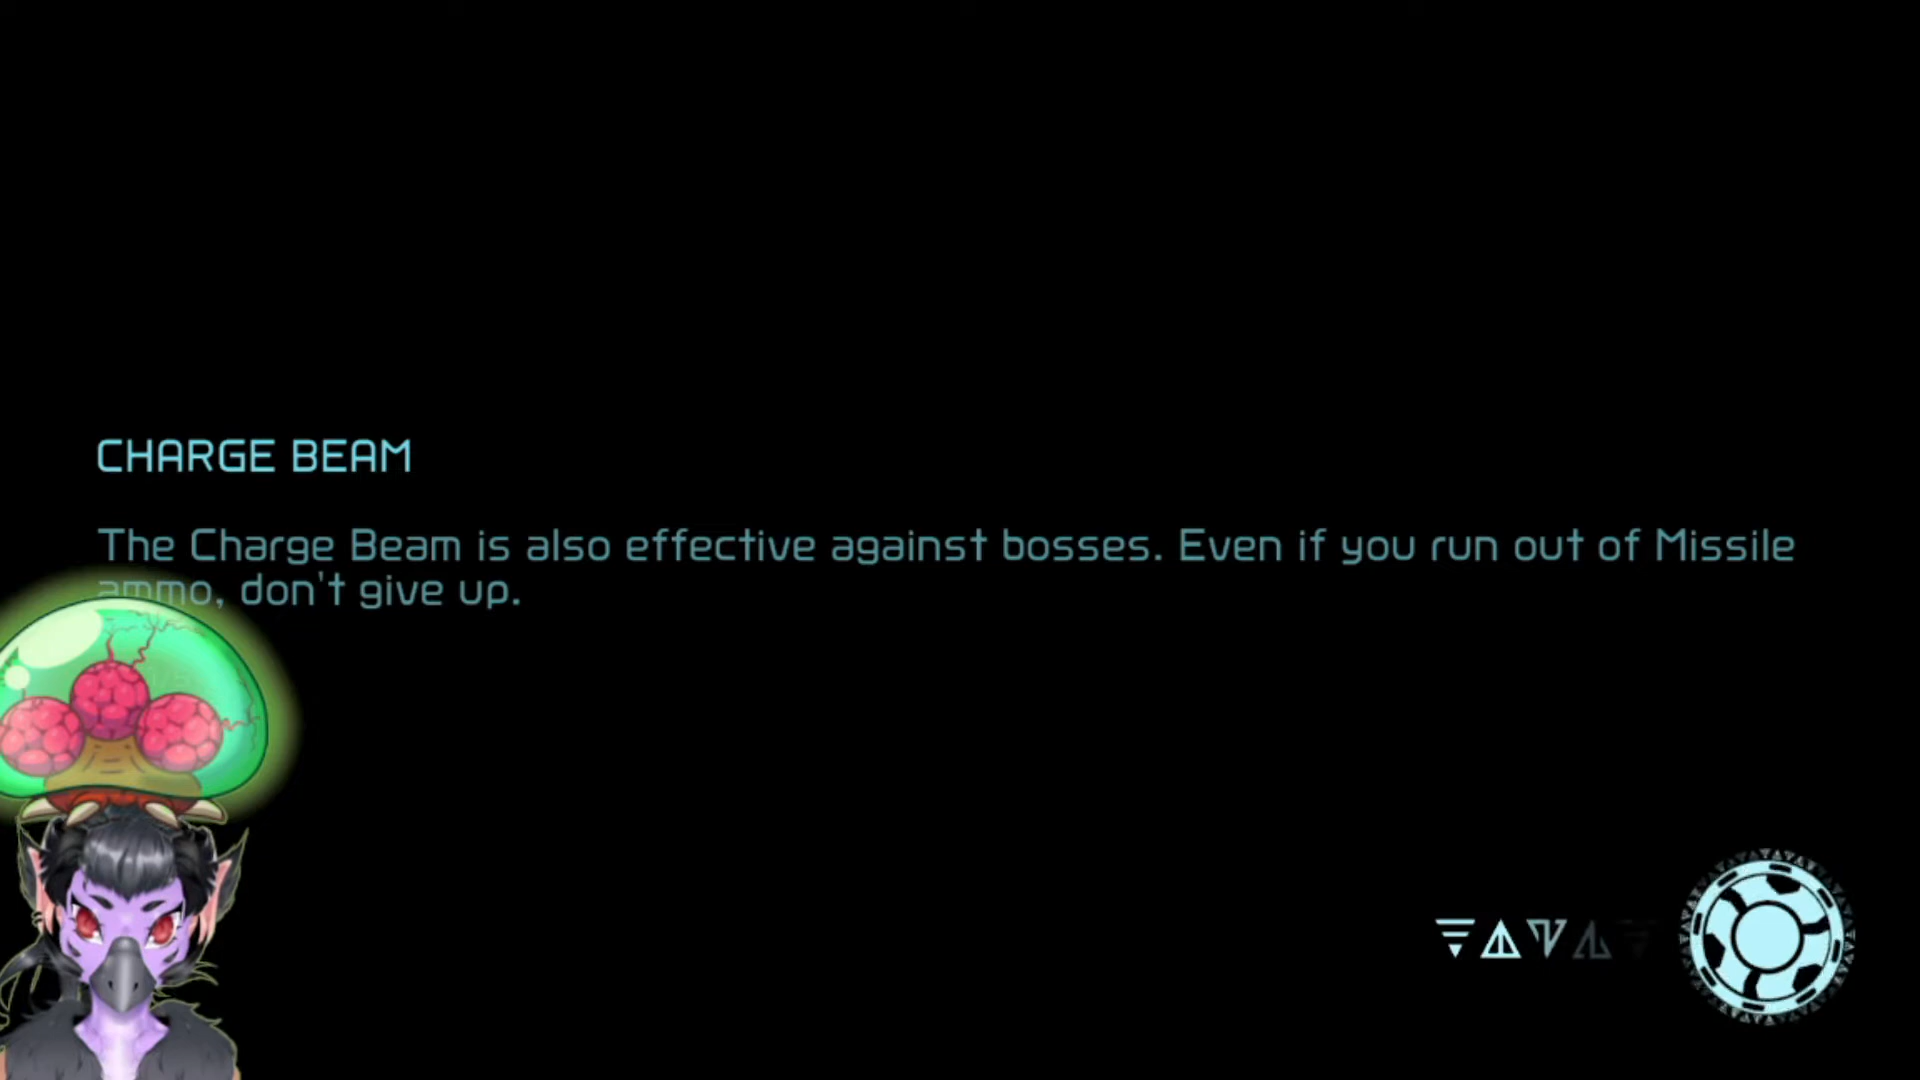 CHARGE BEAM
The Charge Beam is also effective against bosses. Even if you run out of Missile
ammo, don't give up.